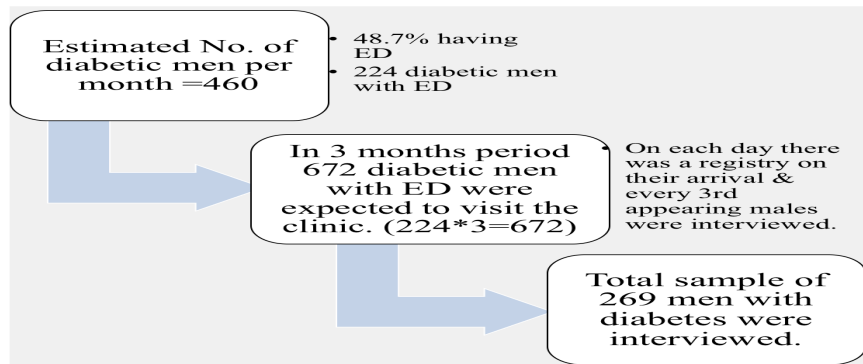 Estimated No. of
diabetic men per
month =460
• 48.7% having
ED
• 224 diabetic men
with ED
In 3 months period
672 diabetic men
with ED were
expected to visit the
clinic. (224*3=672)
• On each day there
was a registry on
their arrival &
every 3rd
appearing males
were interviewed.
Total sample of
269 men with
diabetes were
interviewed.